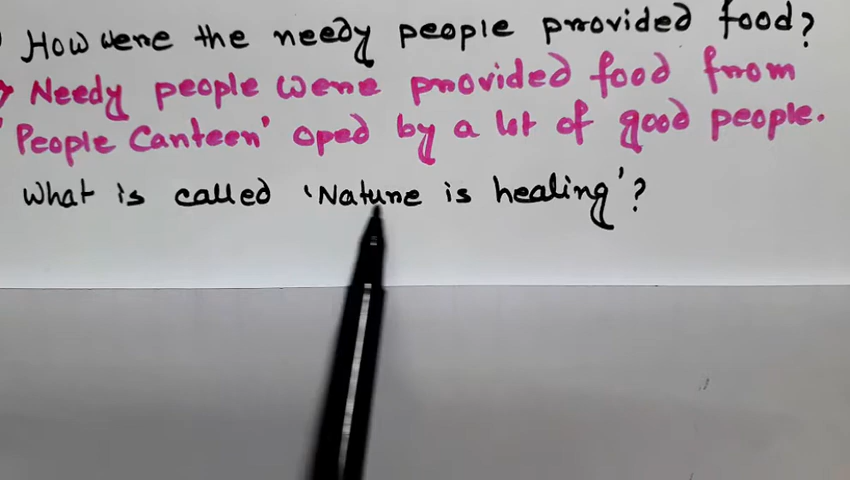 How were the needy people provided food?
Needy people were provided food from
'People Canteen' oped by a lot of good people.
What is called 'Nature is healing'?